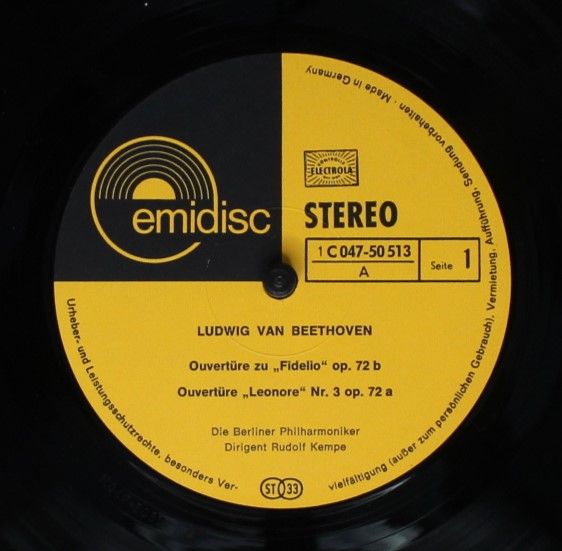 emidisc
ELECTROLA
STEREO
1 C 047-50 513
A
Seite 1
LUDWIG VAN BEETHOVEN
Ouvertüre zu „Fidelio“ op. 72 b
Ouvertüre „Leonore“ Nr. 3 op. 72 a
Die Berliner Philharmoniker
Dirigent Rudolf Kempe
ST 33
Urheber- und Leistungsschutzrechte, besonders Ver-
vielfältigung (außer zum persönlichen Gebrauch), Vermietung, Aufführung, Sendung vorbehalten · Made in Germany